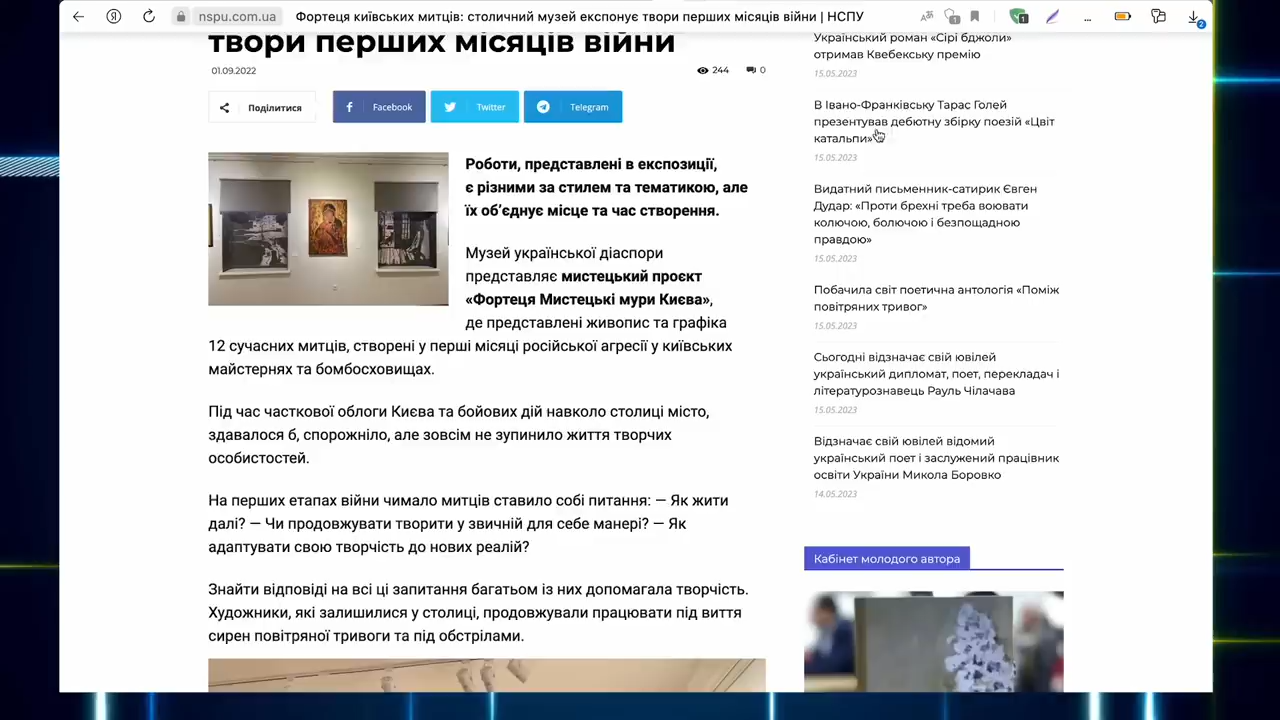 nspu.com.ua
Фортеця київських митців: столичний музей експонує твори перших місяців війни | НСПУ
1
1
...
2
твори перших місяців війни
01.09.2022
244
0
Поділитися
Facebook
Twitter
Telegram
Роботи, представлені в експозиції,
є різними за стилем та тематикою, але
їх об’єднує місце та час створення.
Музей української діаспори
представляє мистецький проєкт
«Фортеця Мистецькі мури Києва»,
де представлені живопис та графіка
12 сучасних митців, створені у перші місяці російської агресії у київських
майстернях та бомбосховищах.
Під час часткової облоги Києва та бойових дій навколо столиці місто,
здавалося б, спорожніло, але зовсім не зупинило життя творчих
особистостей.
На перших етапах війни чимало митців ставило собі питання: — Як жити
далі? — Чи продовжувати творити у звичній для себе манері? — Як
адаптувати свою творчість до нових реалій?
Знайти відповіді на всі ці запитання багатьом із них допомагала творчість.
Художники, які залишилися у столиці, продовжували працювати під виття
сирен повітряної тривоги та під обстрілами.
Український роман «Сірі бджоли»
отримав Квебекську премію
15.05.2023
В Івано-Франківську Тарас Голей
презентував дебютну збірку поезій «Цвіт
катальпи»
15.05.2023
Видатний письменник-сатирик Євген
Дудар: «Проти брехні треба воювати
колючою, болючою і безпощадною
правдою»
15.05.2023
Побачила світ поетична антологія «Поміж
повітряних тривог»
15.05.2023
Сьогодні відзначає свій ювілей
український дипломат, поет, перекладач і
літературознавець Рауль Чілачава
15.05.2023
Відзначає свій ювілей відомий
український поет і заслужений працівник
освіти України Микола Боровко
14.05.2023
Кабінет молодого автора